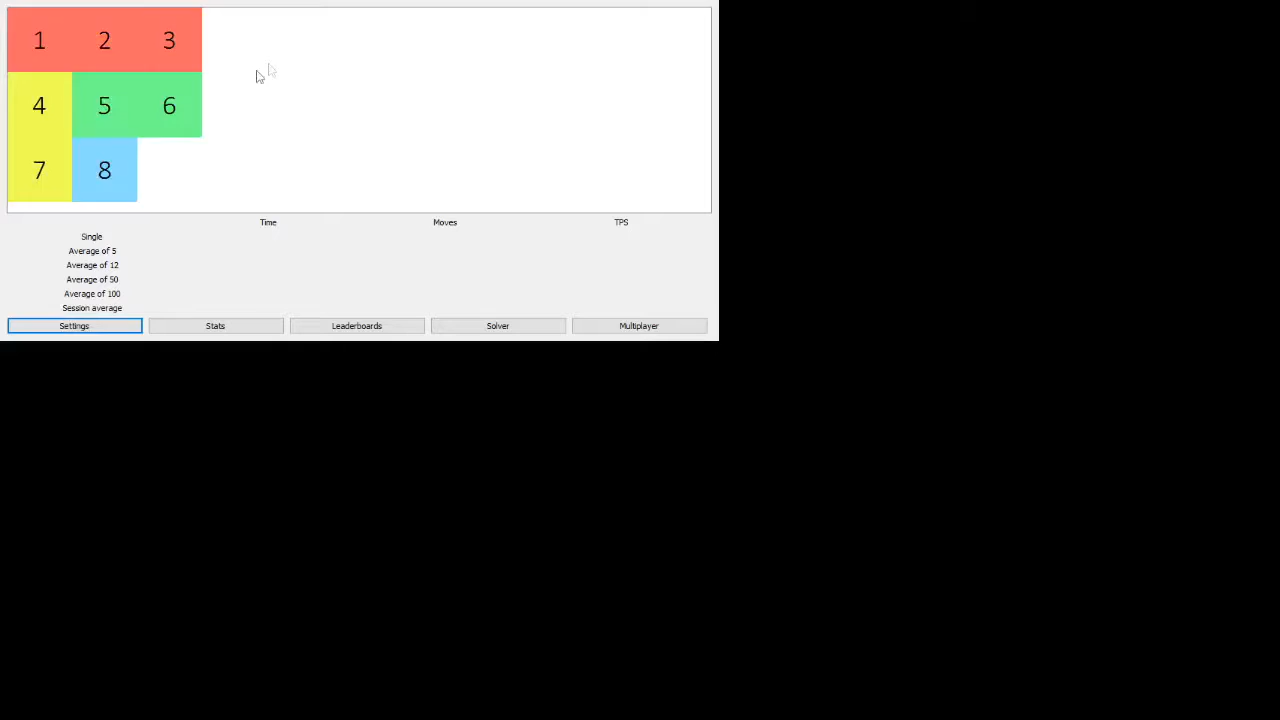 1 2 3
4 5 6
7 8
Time Moves TPS
Single
Average of 5
Average of 12
Average of 50
Average of 100
Session average
Settings Stats Leaderboards Solver Multiplayer